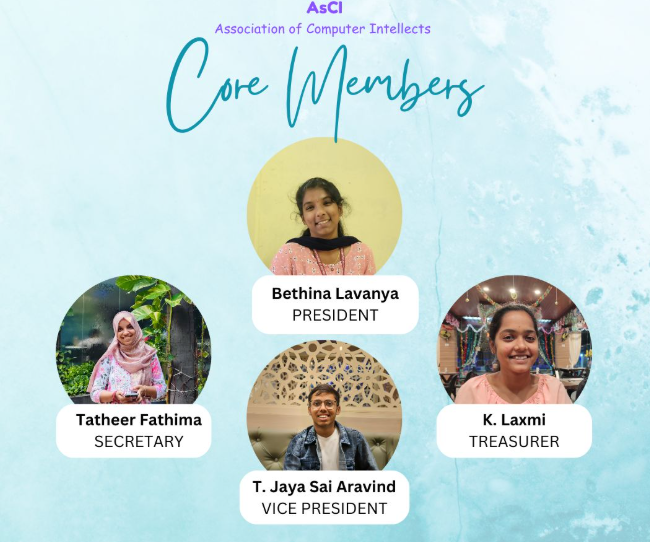 AsCI
Association of Computer Intellects
Core Members
Bethina Lavanya
PRESIDENT
Tatheer Fathima
SECRETARY
K. Laxmi
TREASURER
T. Jaya Sai Aravind
VICE PRESIDENT